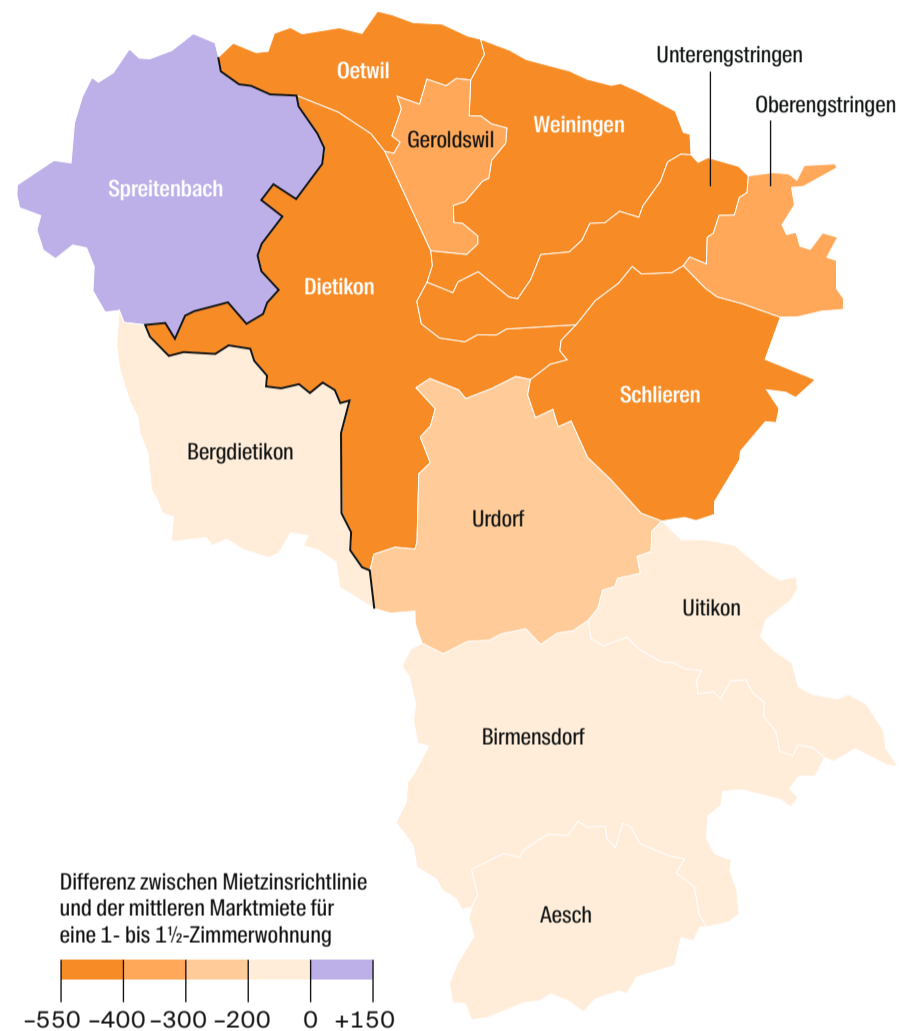 Unterengstringen
Oetwil
Oberengstringen
Weiningen
Geroldswil
Spreitenbach
Dietikon
Schlieren
Bergdietikon
Urdorf
Uitikon
Birmensdorf
Differenz zwischen Mietzinsrichtlinie
und der mittleren Marktmiete für
eine 1- bis 1½-Zimmerwohnung
Aesch
−550 −400 −300 −200 0 +150